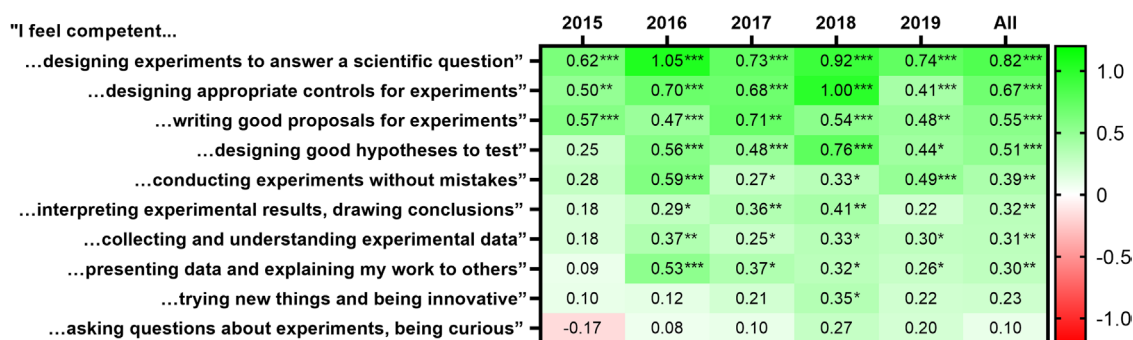 "I feel competent...
2015 2016 2017 2018 2019 All
...designing experiments to answer a scientific question” 0.62*** 1.05*** 0.73*** 0.92*** 0.74*** 0.82***
...designing appropriate controls for experiments” 0.50** 0.70*** 0.68*** 1.00*** 0.41*** 0.67***
...writing good proposals for experiments” 0.57*** 0.47*** 0.71** 0.54*** 0.48** 0.55***
...designing good hypotheses to test” 0.25 0.56*** 0.48*** 0.76*** 0.44* 0.51***
...conducting experiments without mistakes” 0.28 0.59*** 0.27* 0.33* 0.49*** 0.39**
...interpreting experimental results, drawing conclusions” 0.18 0.29* 0.36** 0.41** 0.22 0.32**
...collecting and understanding experimental data” 0.18 0.37** 0.25* 0.33* 0.30* 0.31**
...presenting data and explaining my work to others” 0.09 0.53*** 0.37* 0.32* 0.26* 0.30**
...trying new things and being innovative” 0.10 0.12 0.21 0.35* 0.22 0.23
...asking questions about experiments, being curious” -0.17 0.08 0.10 0.27 0.20 0.10
1.0
0.5
0
-0.5
-1.0